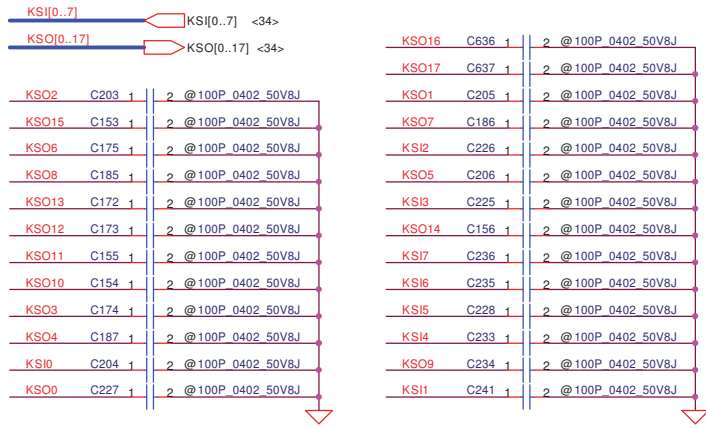 KSI[0..7]
KSI[0..7] <34>
KSO[0..17]
KSO[0..17] <34>
KSO2 C203 1 2 @100P_0402_50V8J
KSO15 C153 1 2 @100P_0402_50V8J
KSO6 C175 1 2 @100P_0402_50V8J
KSO8 C185 1 2 @100P_0402_50V8J
KSO13 C172 1 2 @100P_0402_50V8J
KSO12 C173 1 2 @100P_0402_50V8J
KSO11 C155 1 2 @100P_0402_50V8J
KSO10 C154 1 2 @100P_0402_50V8J
KSO3 C174 1 2 @100P_0402_50V8J
KSO4 C187 1 2 @100P_0402_50V8J
KSI0 C204 1 2 @100P_0402_50V8J
KSO0 C227 1 2 @100P_0402_50V8J
KSO16 C636 1 2 @100P_0402_50V8J
KSO17 C637 1 2 @100P_0402_50V8J
KSO1 C205 1 2 @100P_0402_50V8J
KSO7 C186 1 2 @100P_0402_50V8J
KSI2 C226 1 2 @100P_0402_50V8J
KSO5 C206 1 2 @100P_0402_50V8J
KSI3 C225 1 2 @100P_0402_50V8J
KSO14 C156 1 2 @100P_0402_50V8J
KSI7 C236 1 2 @100P_0402_50V8J
KSI6 C235 1 2 @100P_0402_50V8J
KSI5 C228 1 2 @100P_0402_50V8J
KSI4 C233 1 2 @100P_0402_50V8J
KSO9 C234 1 2 @100P_0402_50V8J
KSI1 C241 1 2 @100P_0402_50V8J